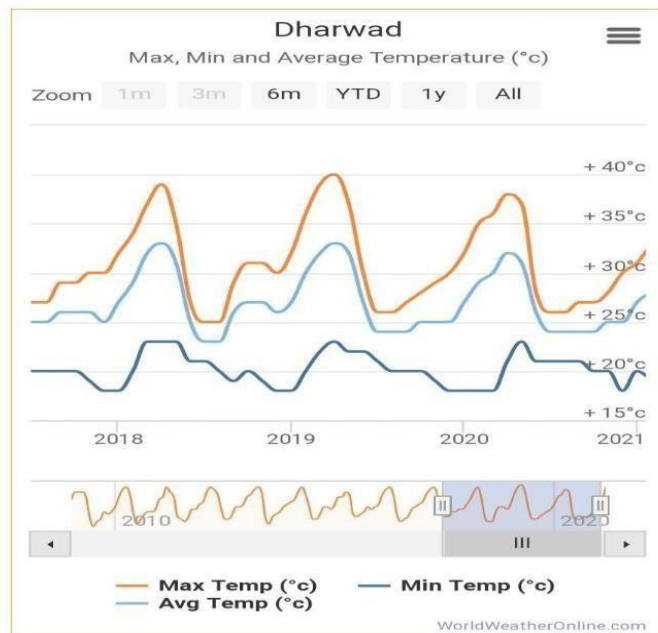 Dharwad
Max, Min and Average Temperature (°c)
Zoom 1m 3m 6m YTD 1y All
+ 40°c
+ 35°c
+ 30°c
+ 25°c
+ 20°c
+ 15°c
2018 2019 2020 2021
2010 2020
Max Temp (°c) Min Temp (°c)
Avg Temp (°c)
WorldWeatherOnline.com